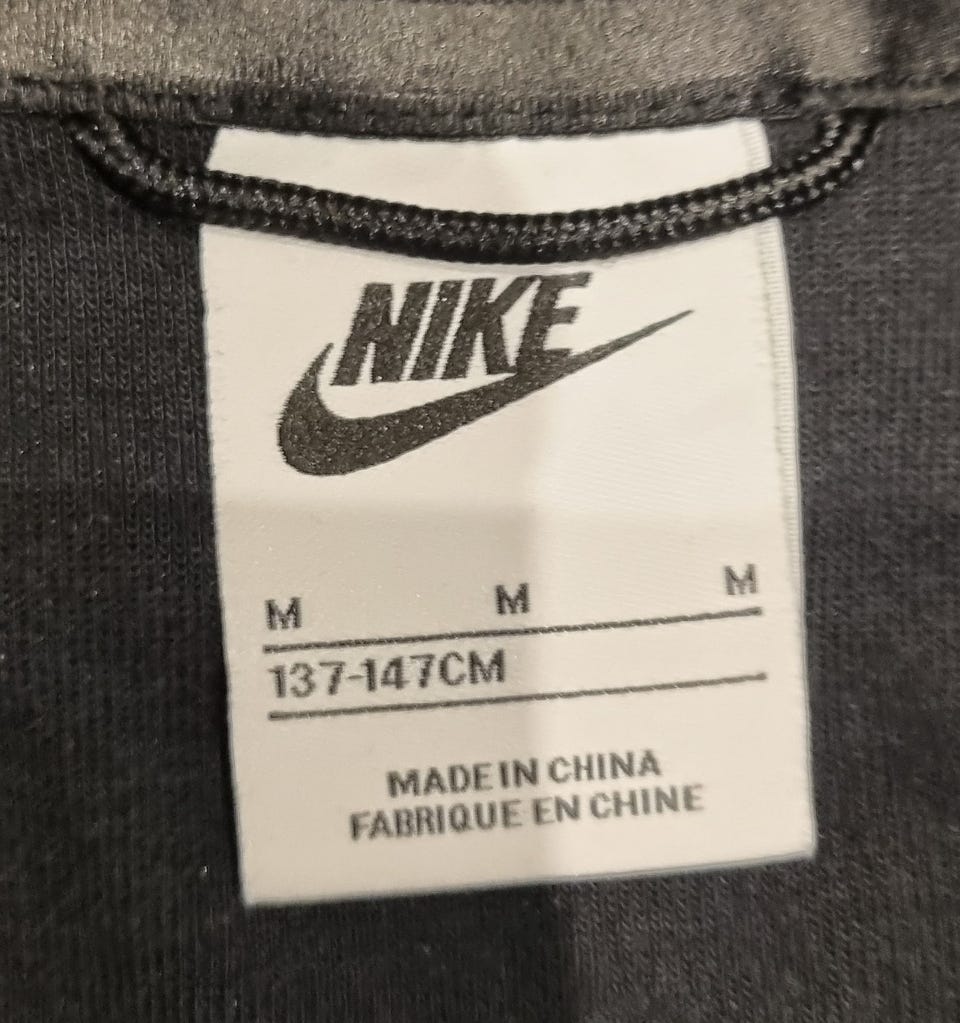 NIKE
M M M
137-147CM
MADE IN CHINA
FABRIQUE EN CHINE